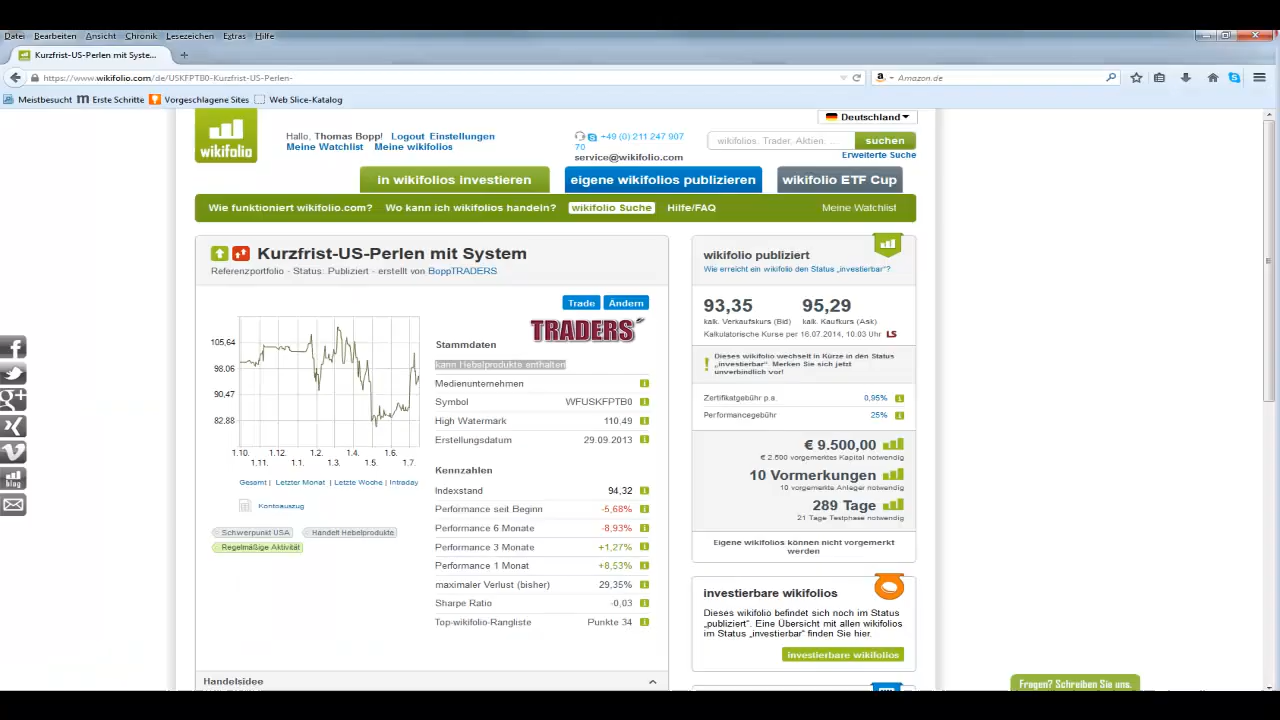 Datei Bearbeiten Ansicht Chronik Lesezeichen Extras Hilfe
Kurzfrist-US-Perlen mit Syste...
https://www.wikifolio.com/de/USKFPTB0-Kurzfrist-US-Perlen-
Amazon.de
Meistbesucht Erste Schritte Vorgeschlagene Sites Web Slice-Katalog
Deutschland
wikifolio
Hallo, Thomas Bopp! Logout Einstellungen
Meine Watchlist Meine wikifolios
+49 (0) 211 247 907
70
service@wikifolio.com
wikifolios, Trader, Aktien, ... suchen
Erweiterte Suche
in wikifolios investieren eigene wikifolios publizieren wikifolio ETF Cup
Wie funktioniert wikifolio.com? Wo kann ich wikifolios handeln? wikifolio Suche Hilfe/FAQ Meine Watchlist
Kurzfrist-US-Perlen mit System
Referenzportfolio - Status: Publiziert - erstellt von BoppTRADERS
Trade Ändern
TRADERS'
105,64
98,06
90,47
82,88
1.10. 1.12. 1.2. 1.4. 1.6.
1.11. 1.1. 1.3. 1.5. 1.7.
Gesamt | Letzter Monat | Letzte Woche | Intraday
Kontoauszug
Schwerpunkt USA Handelt Hebelprodukte
Regelmäßige Aktivität
Stammdaten
kann Hebelprodukte enthalten
Medienunternehmen
Symbol WFUSKFPTB0
High Watermark 110,49
Erstellungsdatum 29.09.2013
Kennzahlen
Indexstand 94,32
Performance seit Beginn -5,68%
Performance 6 Monate -8,93%
Performance 3 Monate +1,27%
Performance 1 Monat +8,53%
maximaler Verlust (bisher) 29,35%
Sharpe Ratio -0,03
Top-wikifolio-Rangliste Punkte 34
Handelsidee
wikifolio publiziert
Wie erreicht ein wikifolio den Status „investierbar“?
93,35 95,29
kalk. Verkaufskurs (Bid) kalk. Kaufkurs (Ask)
Kalkulatorische Kurse per 16.07.2014, 10.03 Uhr LS
Dieses wikifolio wechselt in Kürze in den Status
„investierbar“. Merken Sie sich jetzt
unverbindlich vor!
Zertifikatgebühr p.a. 0,95%
Performancegebühr 25%
€ 9.500,00
€ 2.500 vorgemerktes Kapital notwendig
10 Vormerkungen
10 vorgemerkte Anleger notwendig
289 Tage
21 Tage Testphase notwendig
Eigene wikifolios können nicht vorgemerkt
werden
investierbare wikifolios
Dieses wikifolio befindet sich noch im Status
„publiziert“. Eine Übersicht mit allen wikifolios
im Status „investierbar“ finden Sie hier.
investierbare wikifolios
Fragen? Schreiben Sie uns.
blog